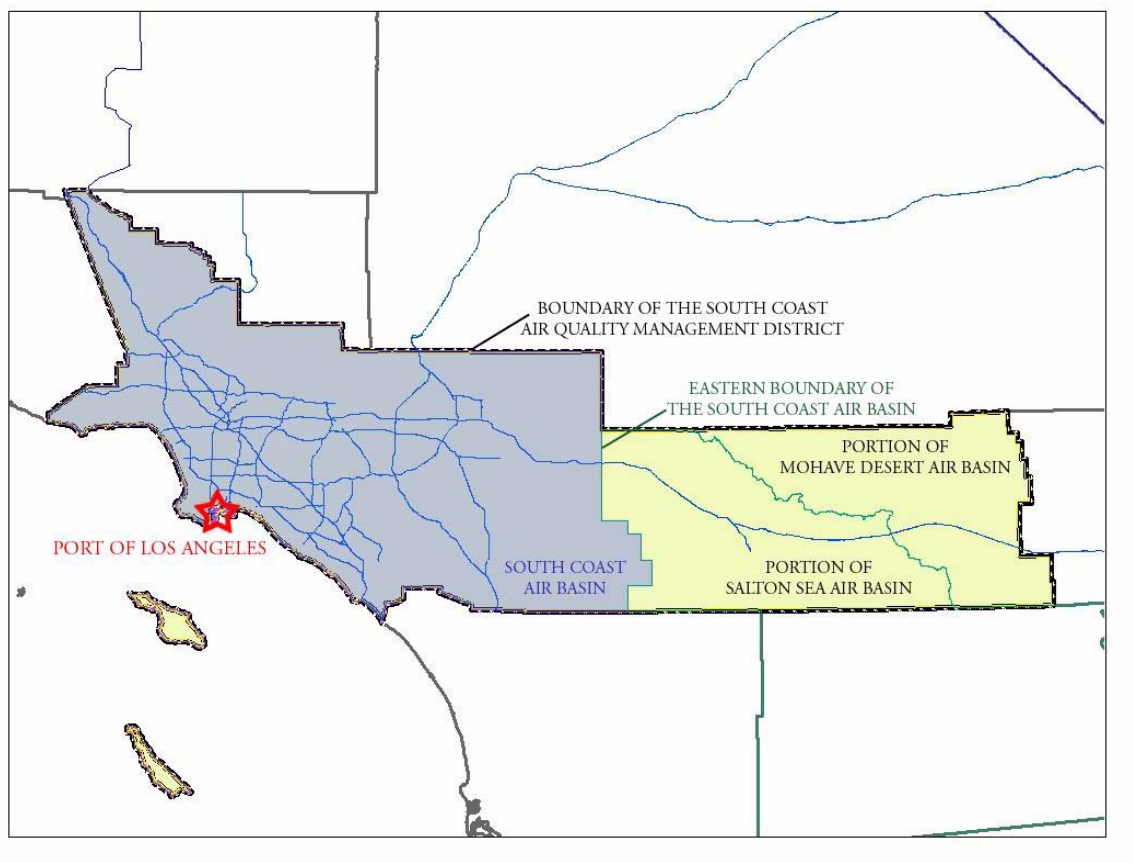 BOUNDARY OF THE SOUTH COAST
AIR QUALITY MANAGEMENT DISTRICT
EASTERN BOUNDARY OF
THE SOUTH COAST AIR BASIN
PORTION OF
MOHAVE DESERT AIR BASIN
PORT OF LOS ANGELES
SOUTH COAST
AIR BASIN
PORTION OF
SALTON SEA AIR BASIN